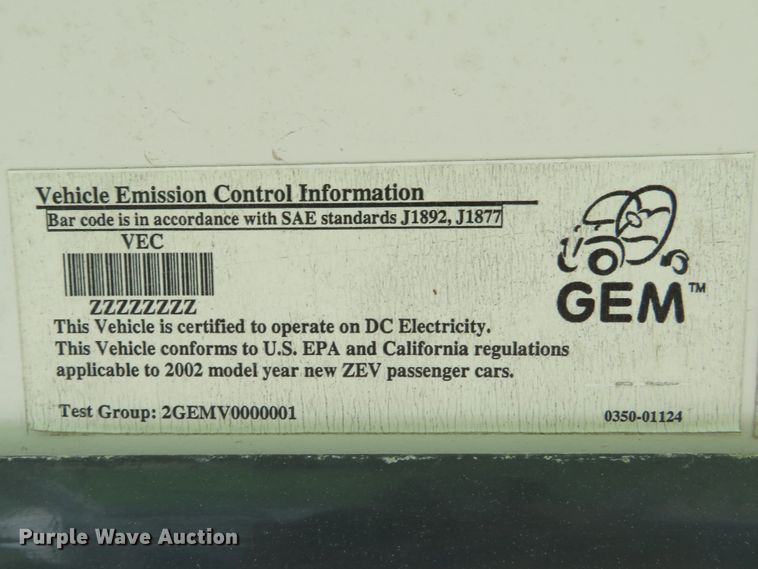 Vehicle Emission Control Information
Bar code is in accordance with SAE standards J1892, J1877
VEC
ZZZZZZZZ
This Vehicle is certified to operate on DC Electricity.
This Vehicle conforms to U.S. EPA and California regulations
applicable to 2002 model year new ZEV passenger cars.
Test Group: 2GEMV0000001
GEM™
0350-01124
Purple Wave Auction